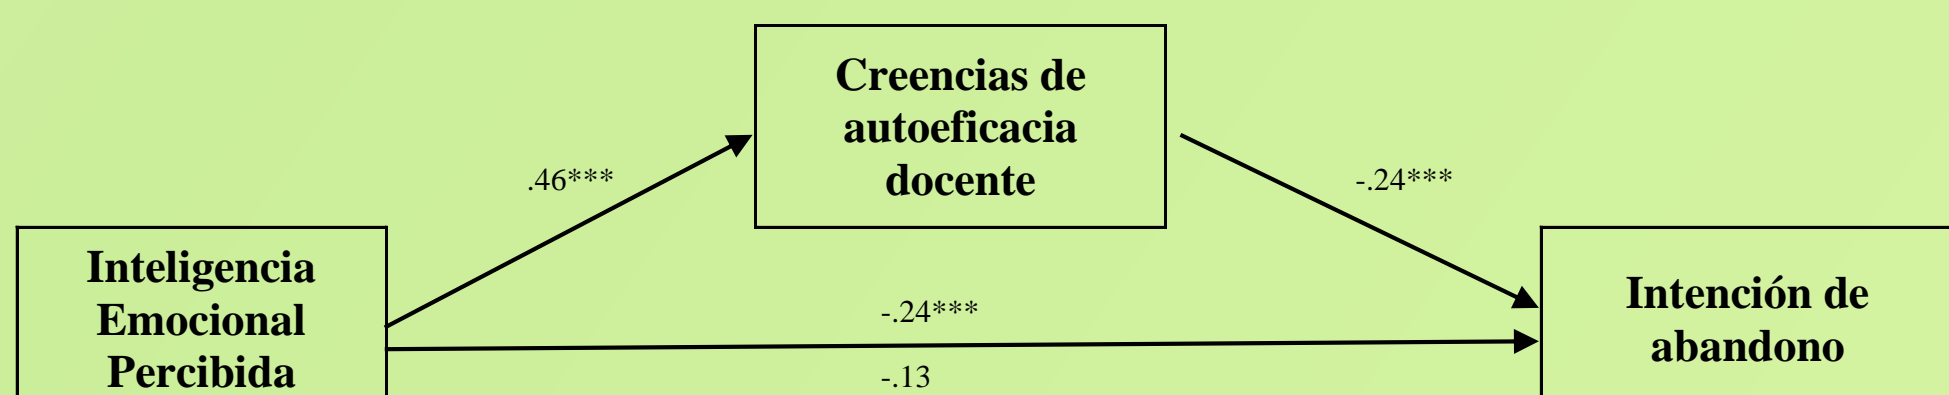 Creencias de
autoeficacia
docente
.46***
-.24***
Inteligencia
Emocional
Percibida
-.24***
-.13
Intención de
abandono